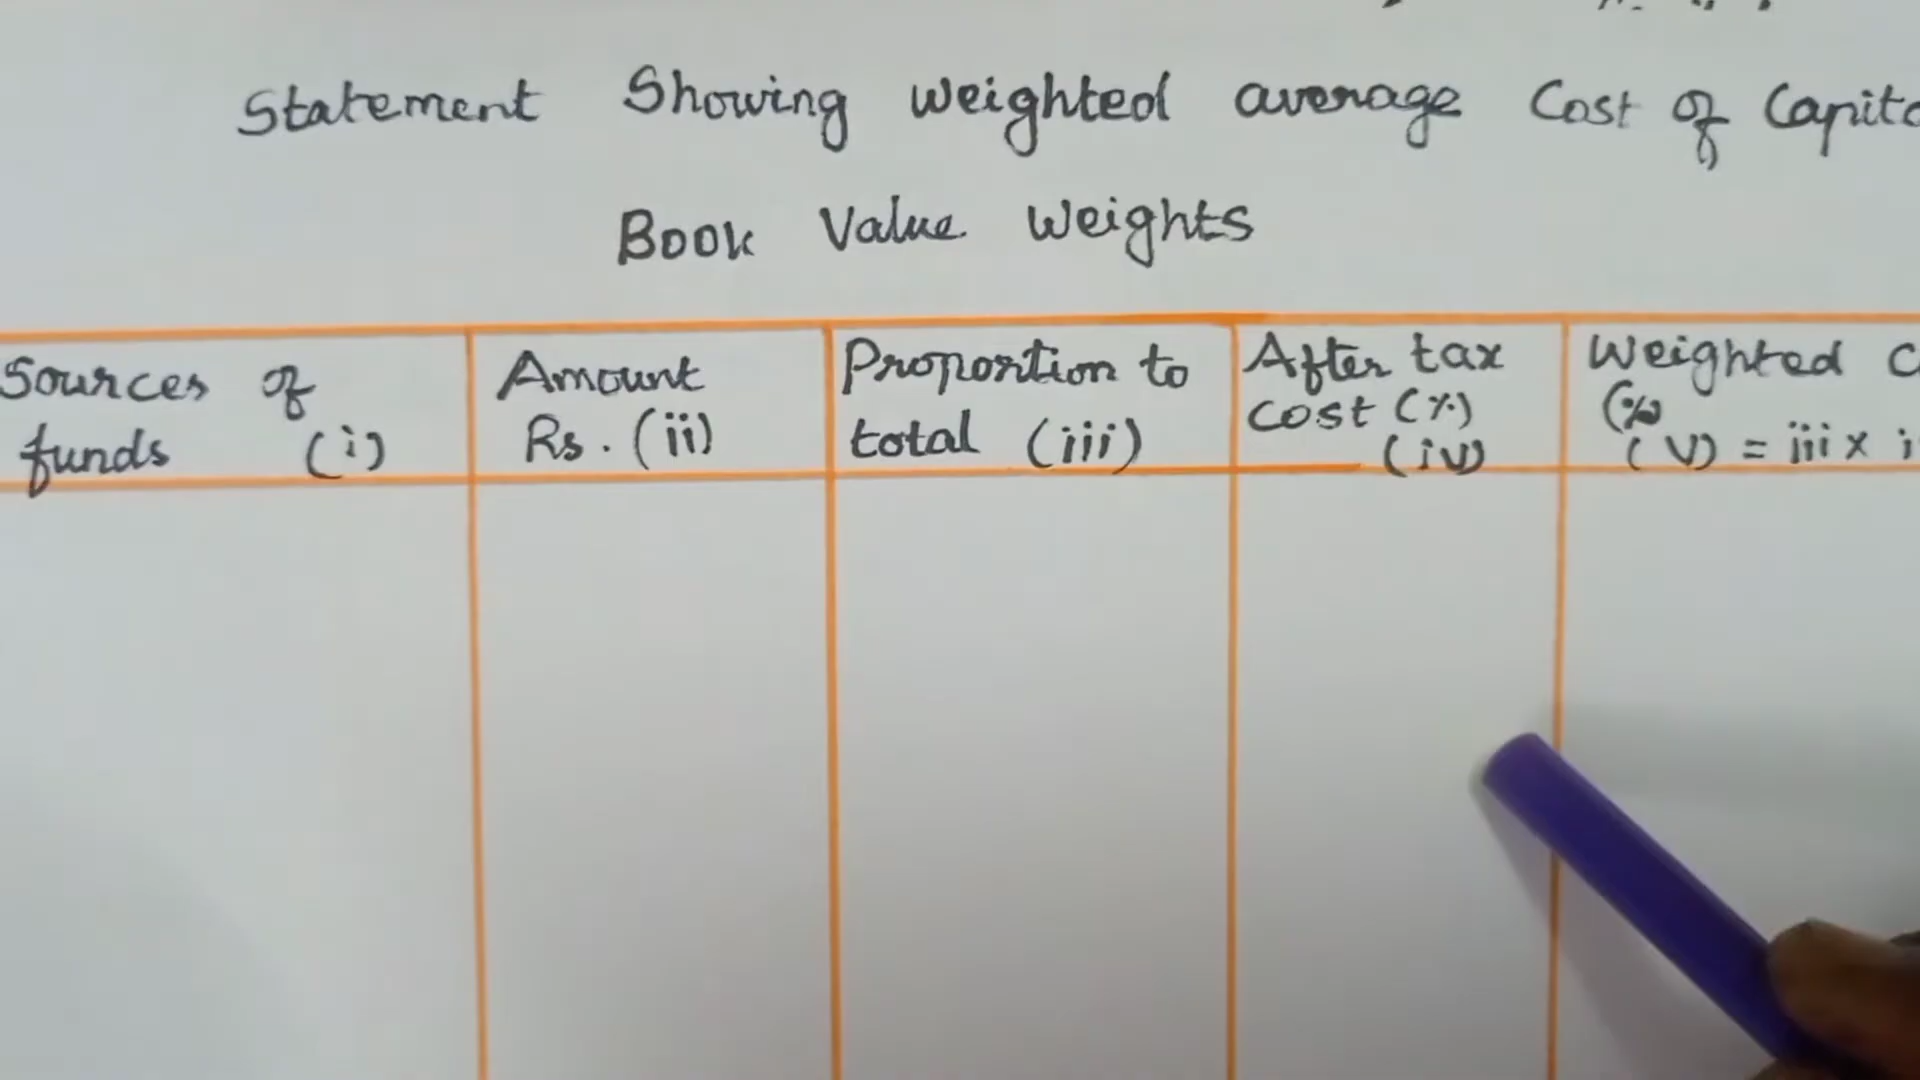 Statement Showing Weighted average Cost of
Book Value Weights
Sources of
funds (i)
Amount
Rs. (ii)
Proportion to
total (iii)
After tax
cost (%)
(iv)
Weighted
(%)
(v) = iii x